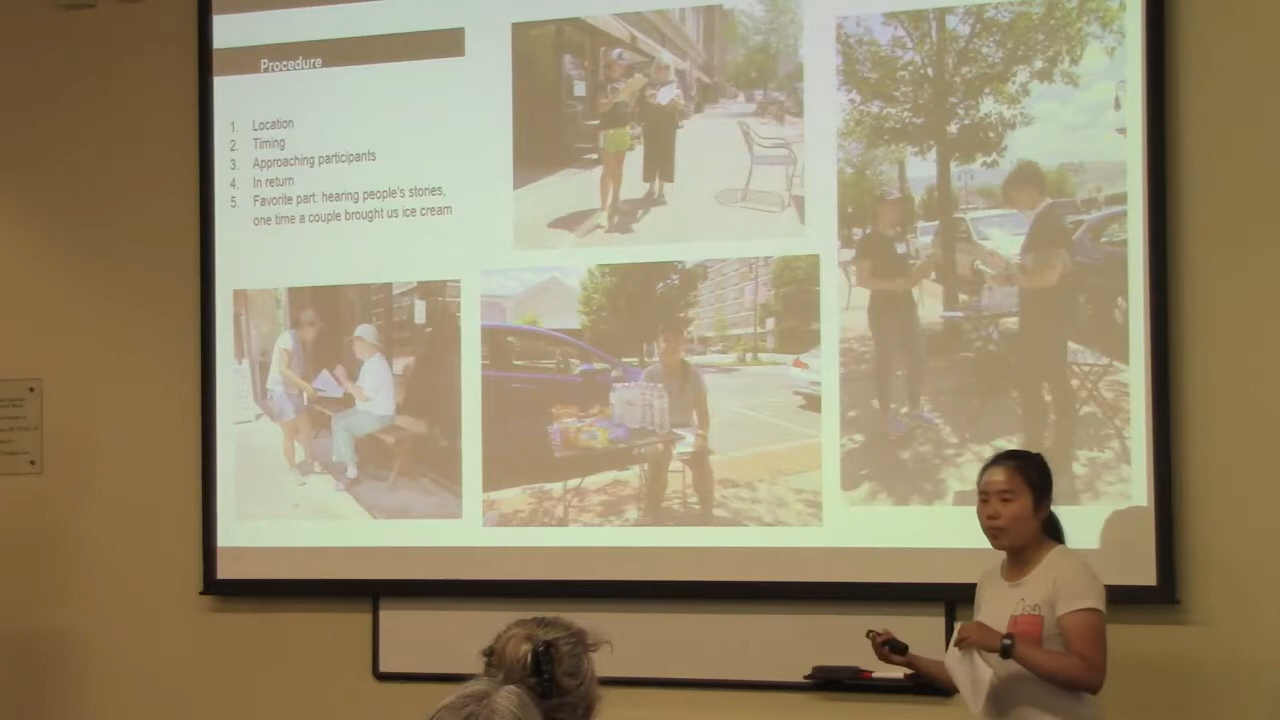 Procedure
1. Location
2. Timing
3. Approaching participants
4. In return
5. Favorite part: hearing people's stories,
one time a couple brought us ice cream